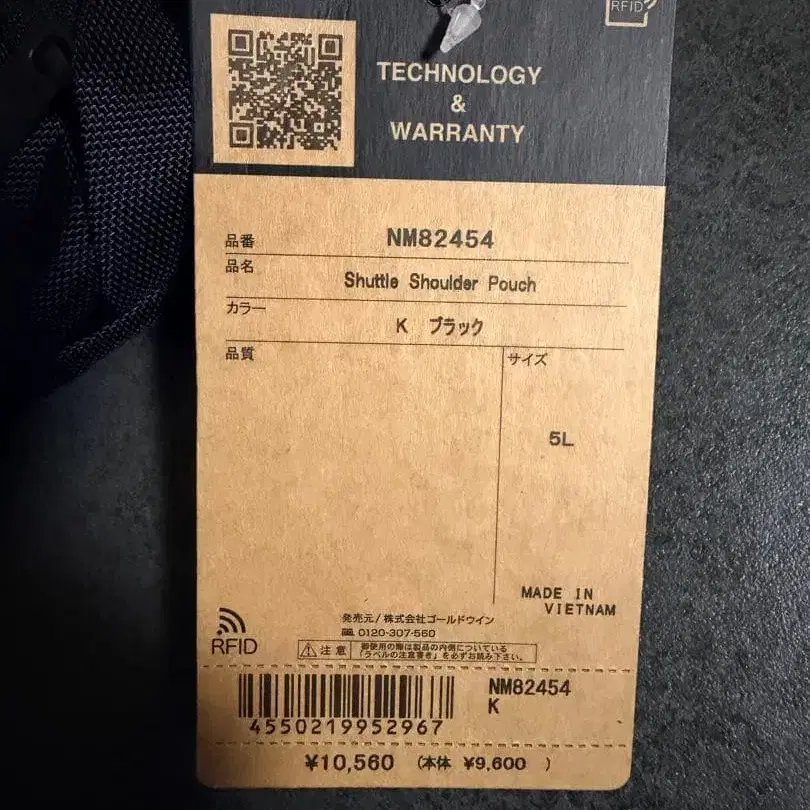 RFID
TECHNOLOGY
&
WARRANTY
品番 NM82454
品名 Shuttle Shoulder Pouch
カラー K ブラック
品質 サイズ
5L
MADE IN
VIETNAM
発売元/株式会社ゴールドウイン
0120-307-560
RFID
注意 御使用の際は製品の内側についている
「ラベルの注意書き」を必ずお読み下さい。
4550219952967
NM82454
K
¥10,560 (本体 ¥9,600 )